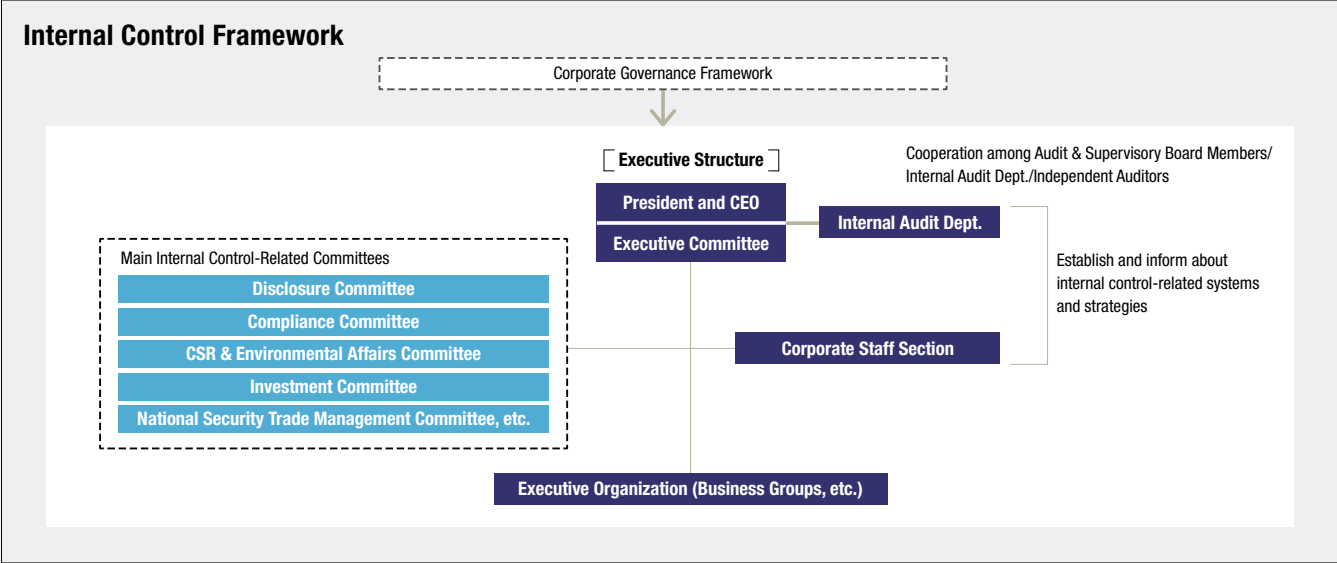 Internal Control Framework
Corporate Governance Framework
Executive Structure
Cooperation among Audit & Supervisory Board Members/
Internal Audit Dept./Independent Auditors
President and CEO
Internal Audit Dept.
Executive Committee
Main Internal Control-Related Committees
Disclosure Committee
Compliance Committee
CSR & Environmental Affairs Committee
Investment Committee
National Security Trade Management Committee, etc.
Establish and inform about
internal control-related systems
and strategies
Corporate Staff Section
Executive Organization (Business Groups, etc.)